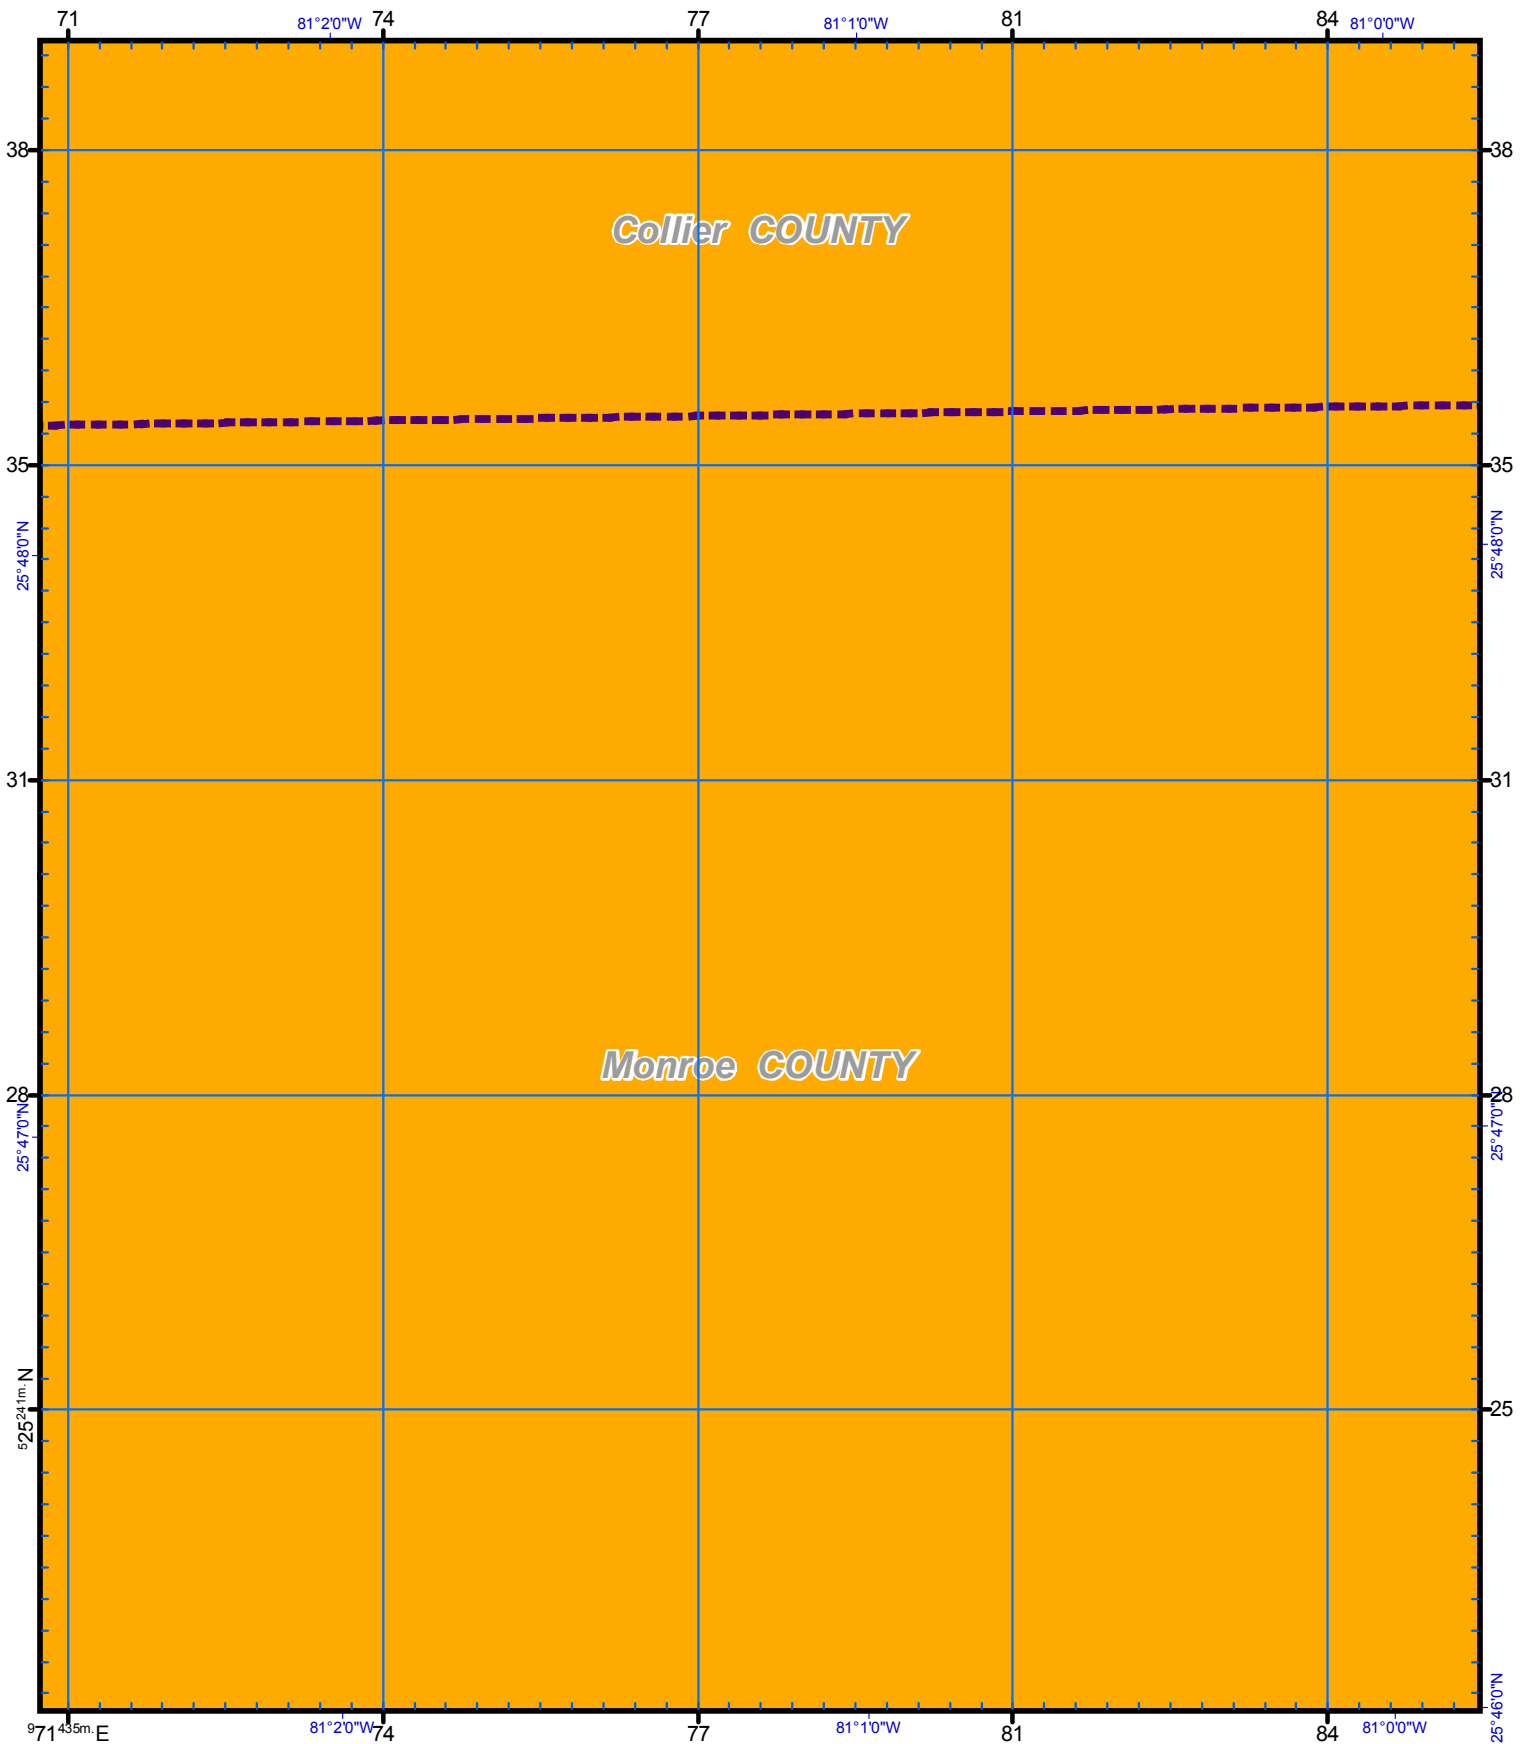 71 81°2'0"W 74 77 81°1'0"W 81 84 81°0'0"W
38 38
Collier COUNTY
35 35
25°48'0"N 25°48'0"N
31 31
Monroe COUNTY
28 28
25°47'0"N 25°47'0"N
525241m.N 25
25°46'0"N
971435m.E 81°2'0"W 74 77 81°1'0"W 81 84 81°0'0"W